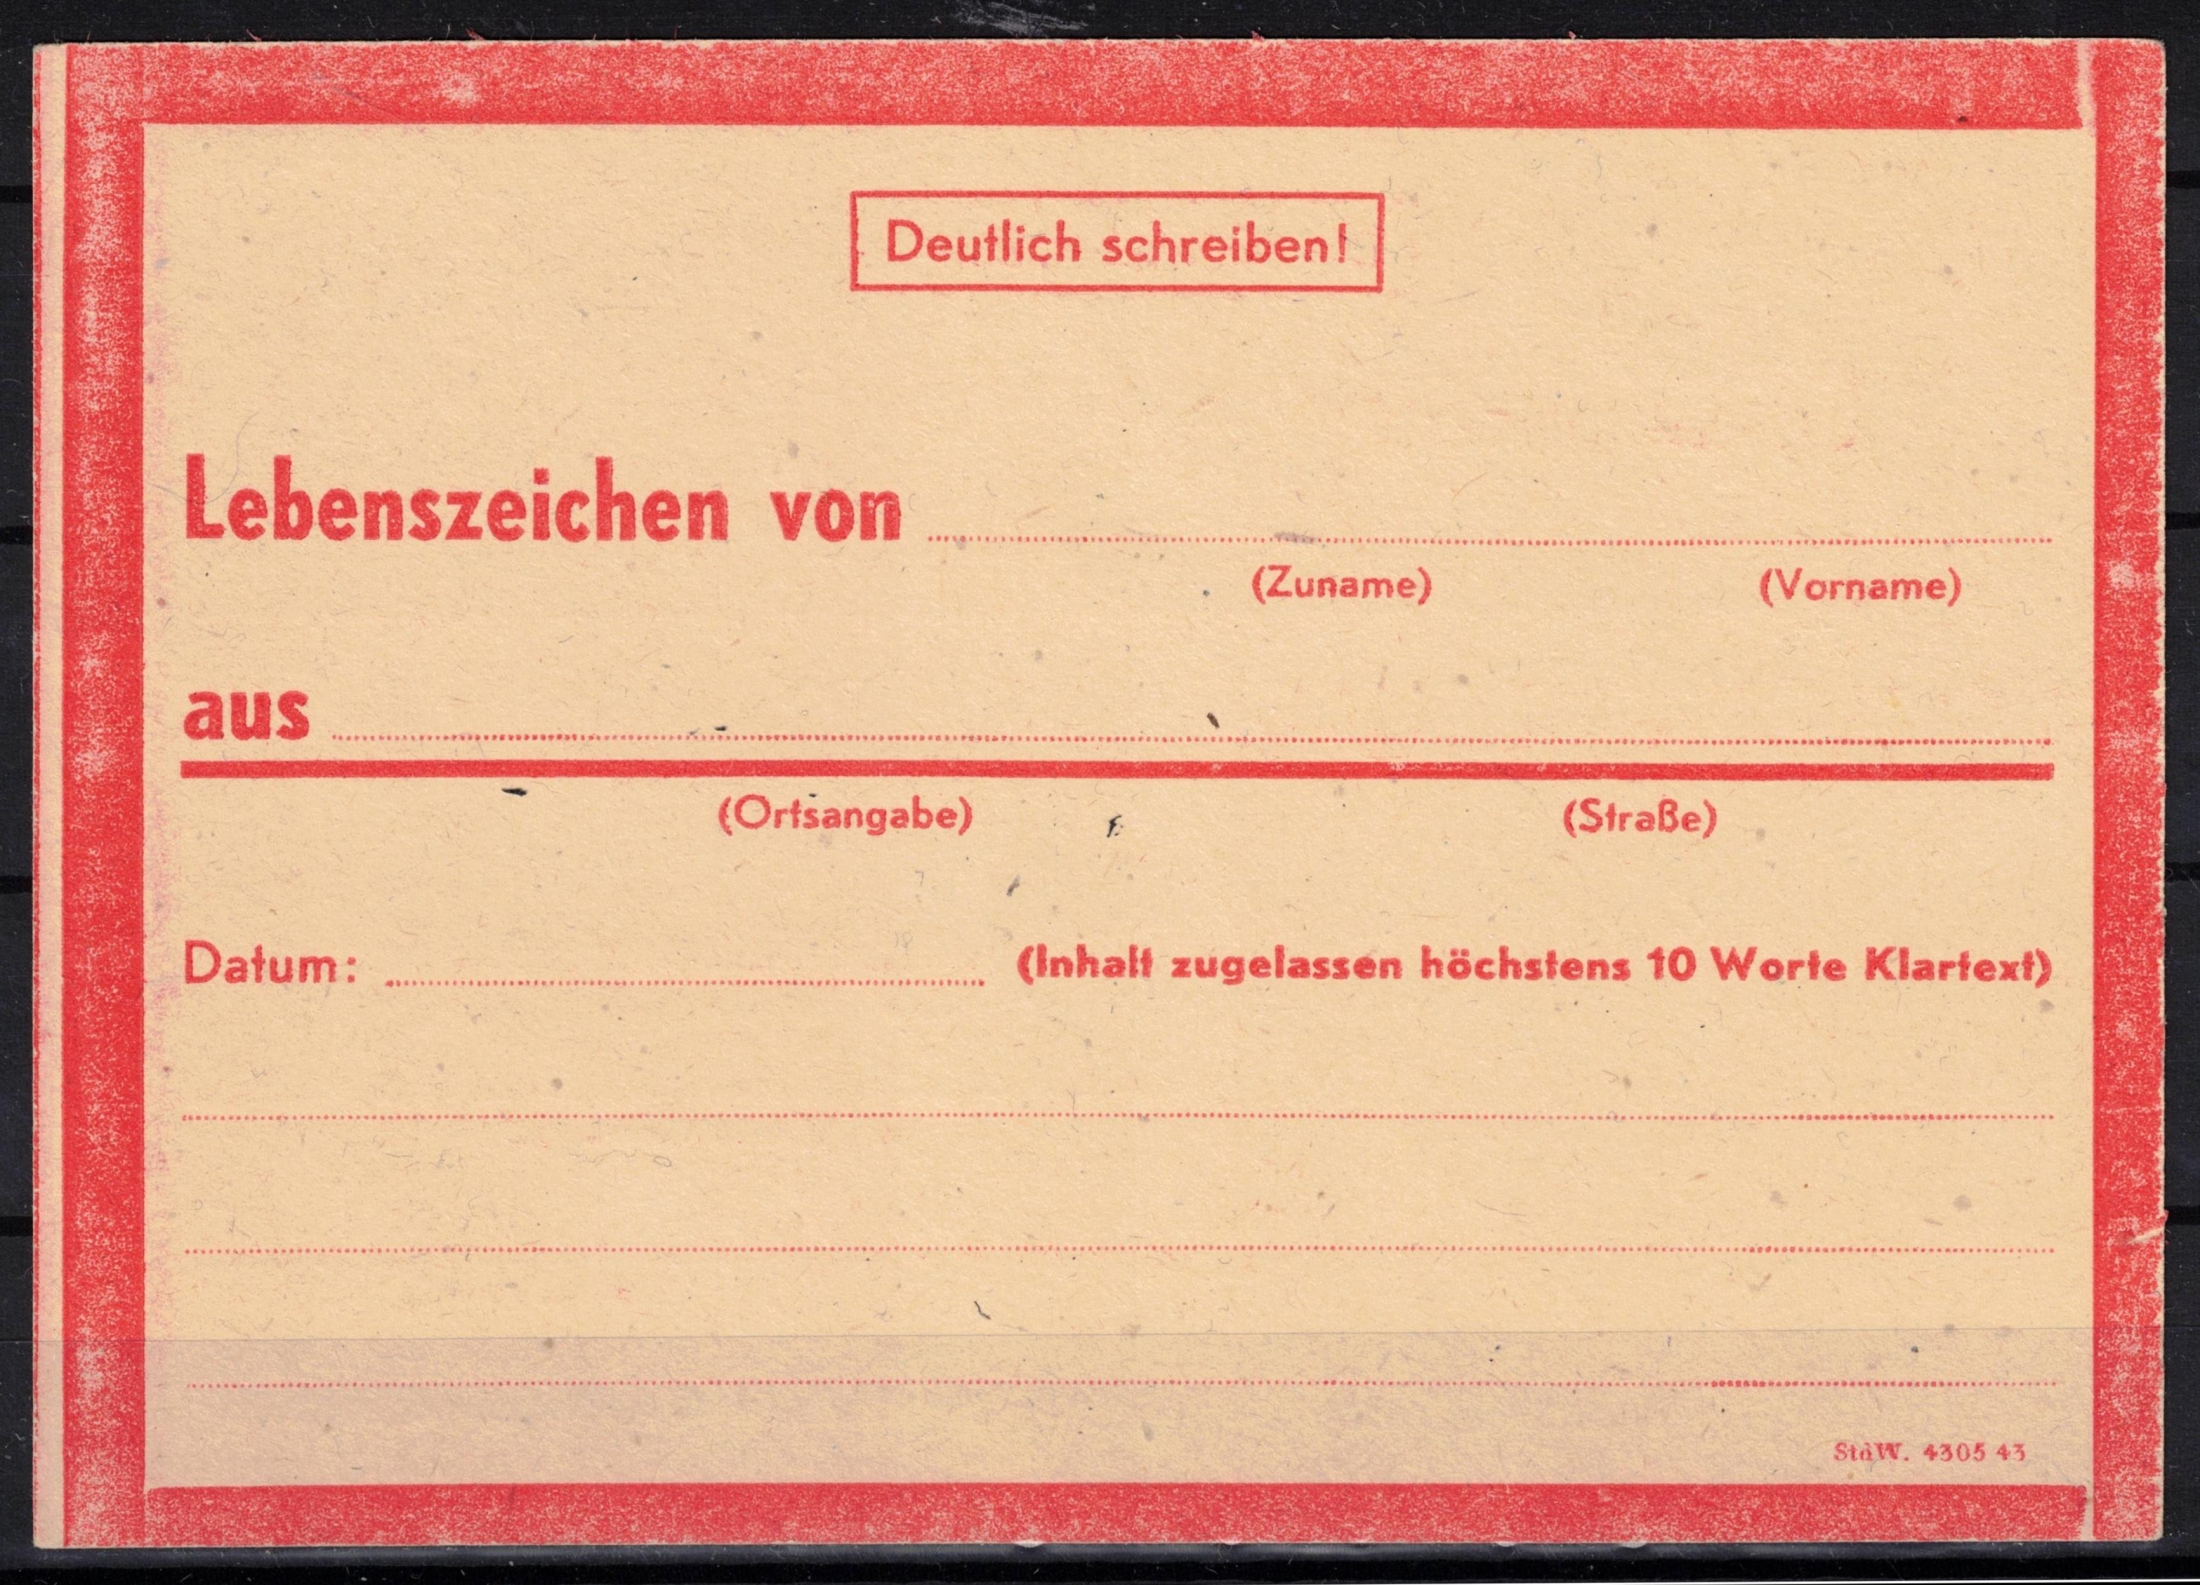 Deutlich schreiben!
Lebenszeichen von
(Zuname) (Vorname)
aus
(Ortsangabe) (Straße)
Datum: (Inhalt zugelassen höchstens 10 Worte Klartext)
StdW. 4305 43